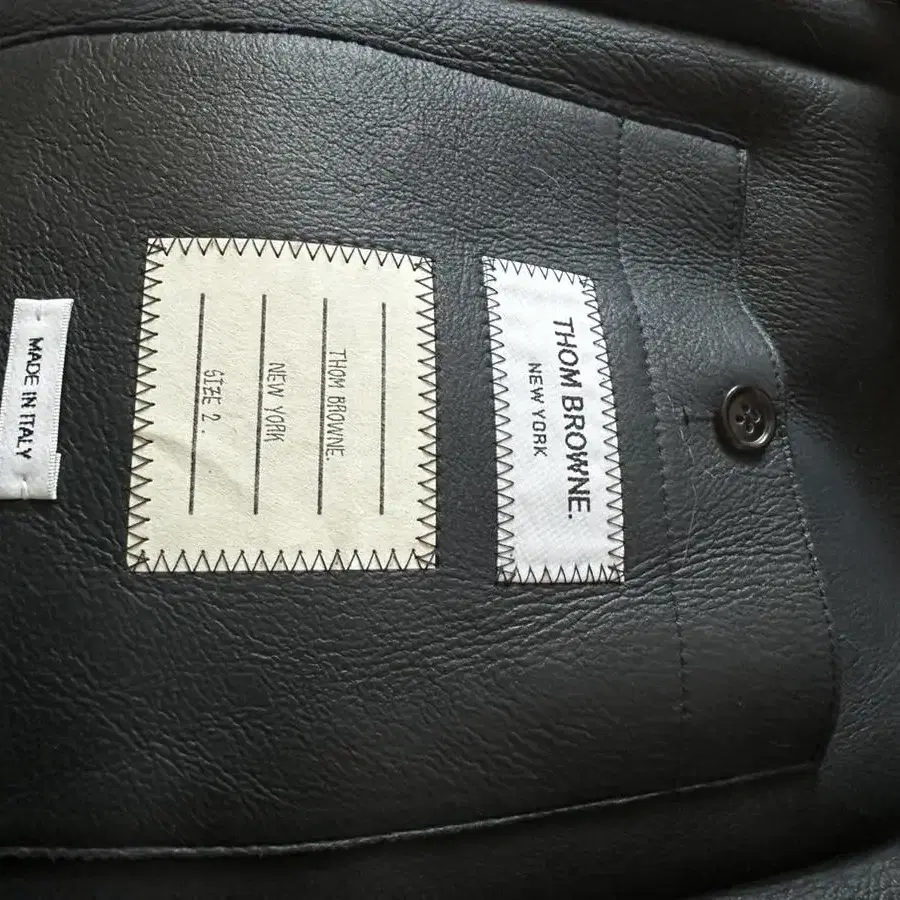 THOM BROWNE.
NEW YORK
THOM BROWNE.
NEW YORK
SIZE 2.
MADE IN ITALY